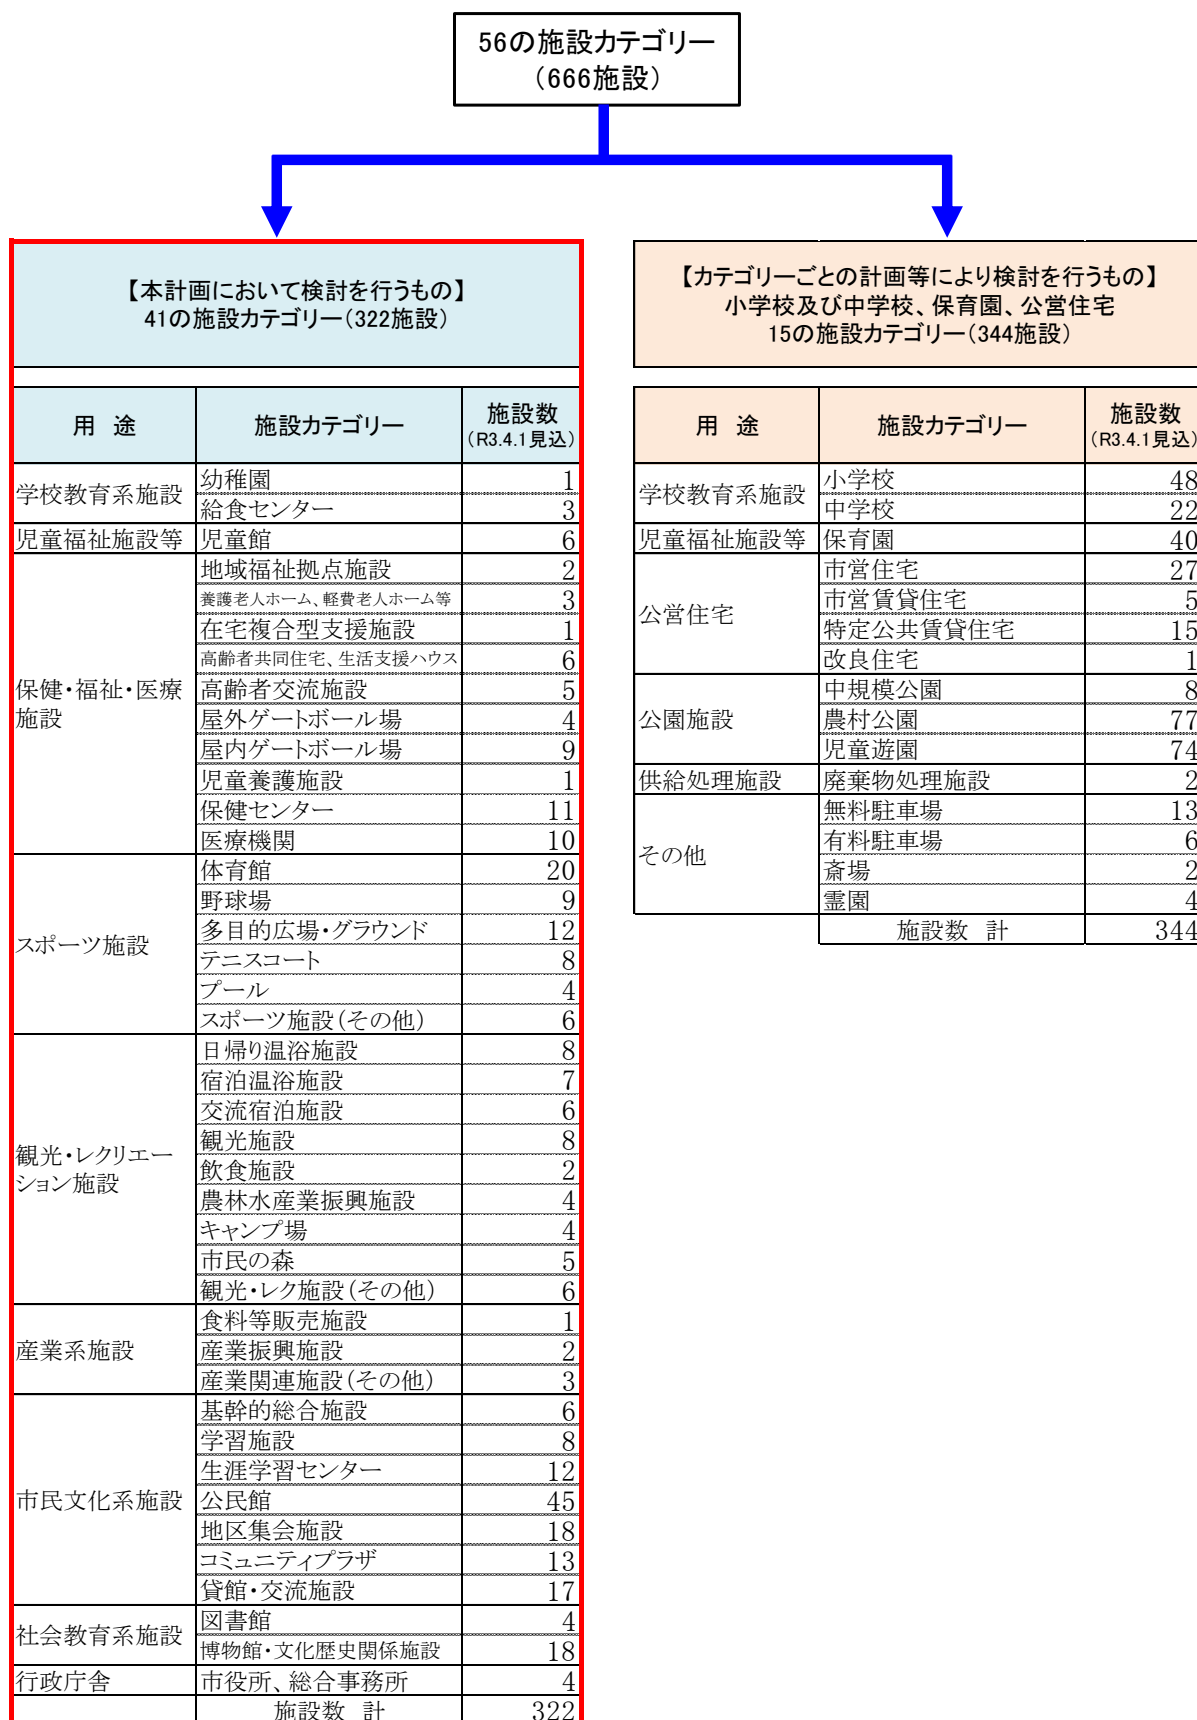 56の施設カテゴリー
（666施設）
【本計画において検討を行うもの】
41の施設カテゴリー（322施設）
用　途　施設カテゴリー　施設数
（R3.4.1見込）
学校教育系施設　幼稚園　1
給食センター　3
児童福祉施設等　児童館　6
保健・福祉・医療施設　地域福祉拠点施設　2
養護老人ホーム、軽費老人ホーム等　3
在宅複合型支援施設　1
高齢者共同住宅、生活支援ハウス　6
高齢者交流施設　5
屋外ゲートボール場　4
屋内ゲートボール場　9
児童養護施設　1
保健センター　11
医療機関　10
スポーツ施設　体育館　20
野球場　9
多目的広場・グラウンド　12
テニスコート　8
プール　4
スポーツ施設（その他）　6
観光・レクリエーション施設　日帰り温浴施設　8
宿泊温浴施設　7
交流宿泊施設　6
観光施設　8
飲食施設　2
農林水産業振興施設　4
キャンプ場　4
市民の森　5
観光・レク施設（その他）　6
産業系施設　食料等販売施設　1
産業振興施設　2
産業関連施設（その他）　3
市民文化系施設　基幹的総合施設　6
学習施設　8
生涯学習センター　12
公民館　45
地区集会施設　18
コミュニティプラザ　13
貸館・交流施設　17
社会教育系施設　図書館　4
博物館・文化歴史関係施設　18
行政庁舎　市役所、総合事務所　4
施設数　計　322
【カテゴリーごとの計画等により検討を行うもの】
小学校及び中学校、保育園、公営住宅
15の施設カテゴリー（344施設）
用　途　施設カテゴリー　施設数
（R3.4.1見込）
学校教育系施設　小学校　48
中学校　22
児童福祉施設等　保育園　40
公営住宅　市営住宅　27
市営賃貸住宅　5
特定公共賃貸住宅　15
改良住宅　1
公園施設　中規模公園　8
農村公園　77
児童遊園　74
供給処理施設　廃棄物処理施設　2
その他　無料駐車場　13
有料駐車場　6
斎場　2
霊園　4
施設数　計　344